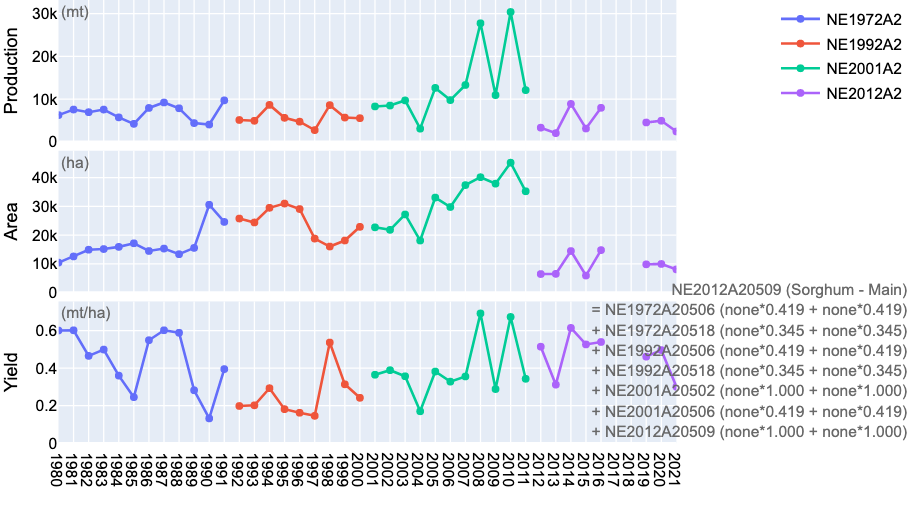 Production
(mt)
30k
20k
10k
0
NE1972A2
NE1992A2
NE2001A2
NE2012A2
Area
(ha)
40k
30k
20k
10k
0
Yield
(mt/ha)
0.6
0.4
0.2
0
NE2012A20509 (Sorghum - Main)
= NE1972A20506 (none*0.419 + none*0.419)
+ NE1972A20518 (none*0.345 + none*0.345)
+ NE1992A20506 (none*0.419 + none*0.419)
+ NE1992A20518 (none*0.345 + none*0.345)
+ NE2001A20502 (none*1.000 + none*1.000)
+ NE2001A20506 (none*0.419 + none*0.419)
+ NE2012A20509 (none*1.000 + none*1.000)
1980
1981
1982
1983
1984
1985
1986
1987
1988
1989
1990
1991
1992
1993
1994
1995
1996
1997
1998
1999
2000
2001
2002
2003
2004
2005
2006
2007
2008
2009
2010
2011
2012
2013
2014
2015
2016
2018
2019
2020
2021